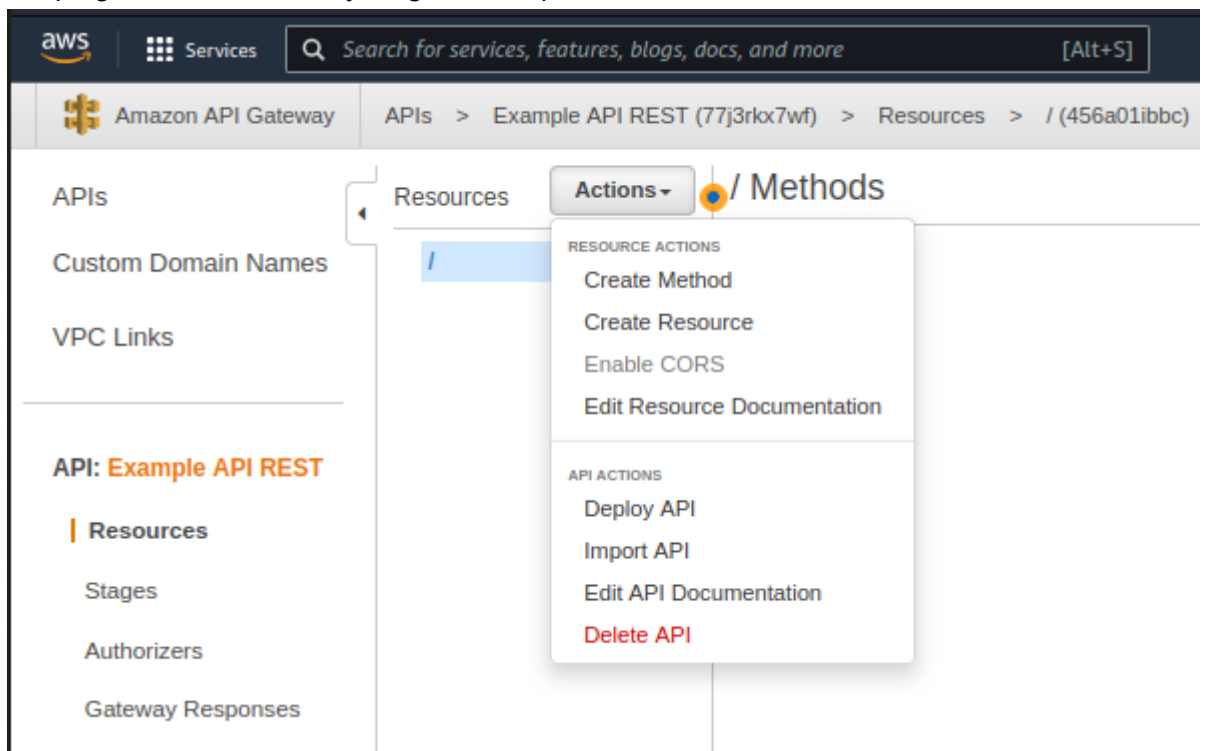 aws Services Search for services, features, blogs, docs, and more [Alt+S]
Amazon API Gateway APIs > Example API REST (77j3rkx7wf) > Resources > / (456a01ibbc)
APIs
Custom Domain Names
VPC Links
API: Example API REST
Resources
Stages
Authorizers
Gateway Responses
Resources Actions
/
/ Methods
RESOURCE ACTIONS
Create Method
Create Resource
Enable CORS
Edit Resource Documentation
API ACTIONS
Deploy API
Import API
Edit API Documentation
Delete API